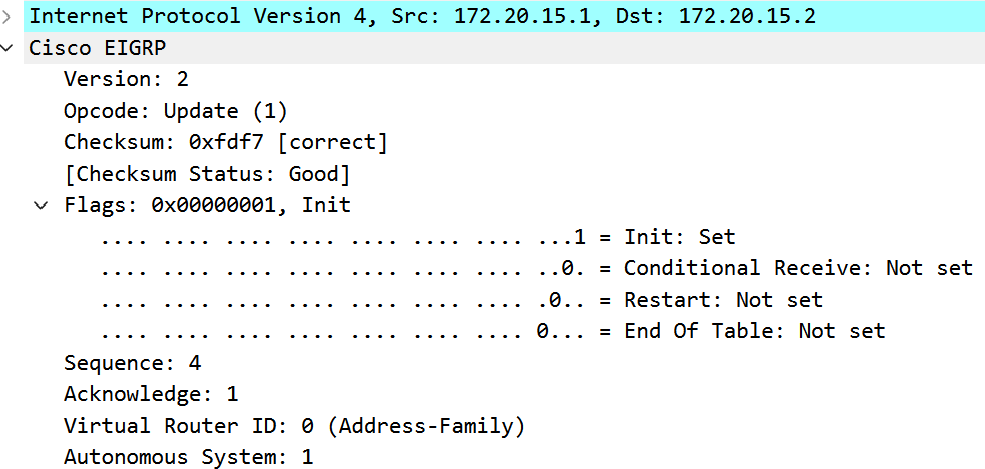 Internet Protocol Version 4, Src: 172.20.15.1, Dst: 172.20.15.2
Cisco EIGRP
Version: 2
Opcode: Update (1)
Checksum: 0xfdf7 [correct]
[Checksum Status: Good]
Flags: 0x00000001, Init
.... .... .... .... .... .... .... ...1 = Init: Set
.... .... .... .... .... .... .... ..0. = Conditional Receive: Not set
.... .... .... .... .... .... .... .0.. = Restart: Not set
.... .... .... .... .... .... .... 0... = End Of Table: Not set
Sequence: 4
Acknowledge: 1
Virtual Router ID: 0 (Address-Family)
Autonomous System: 1